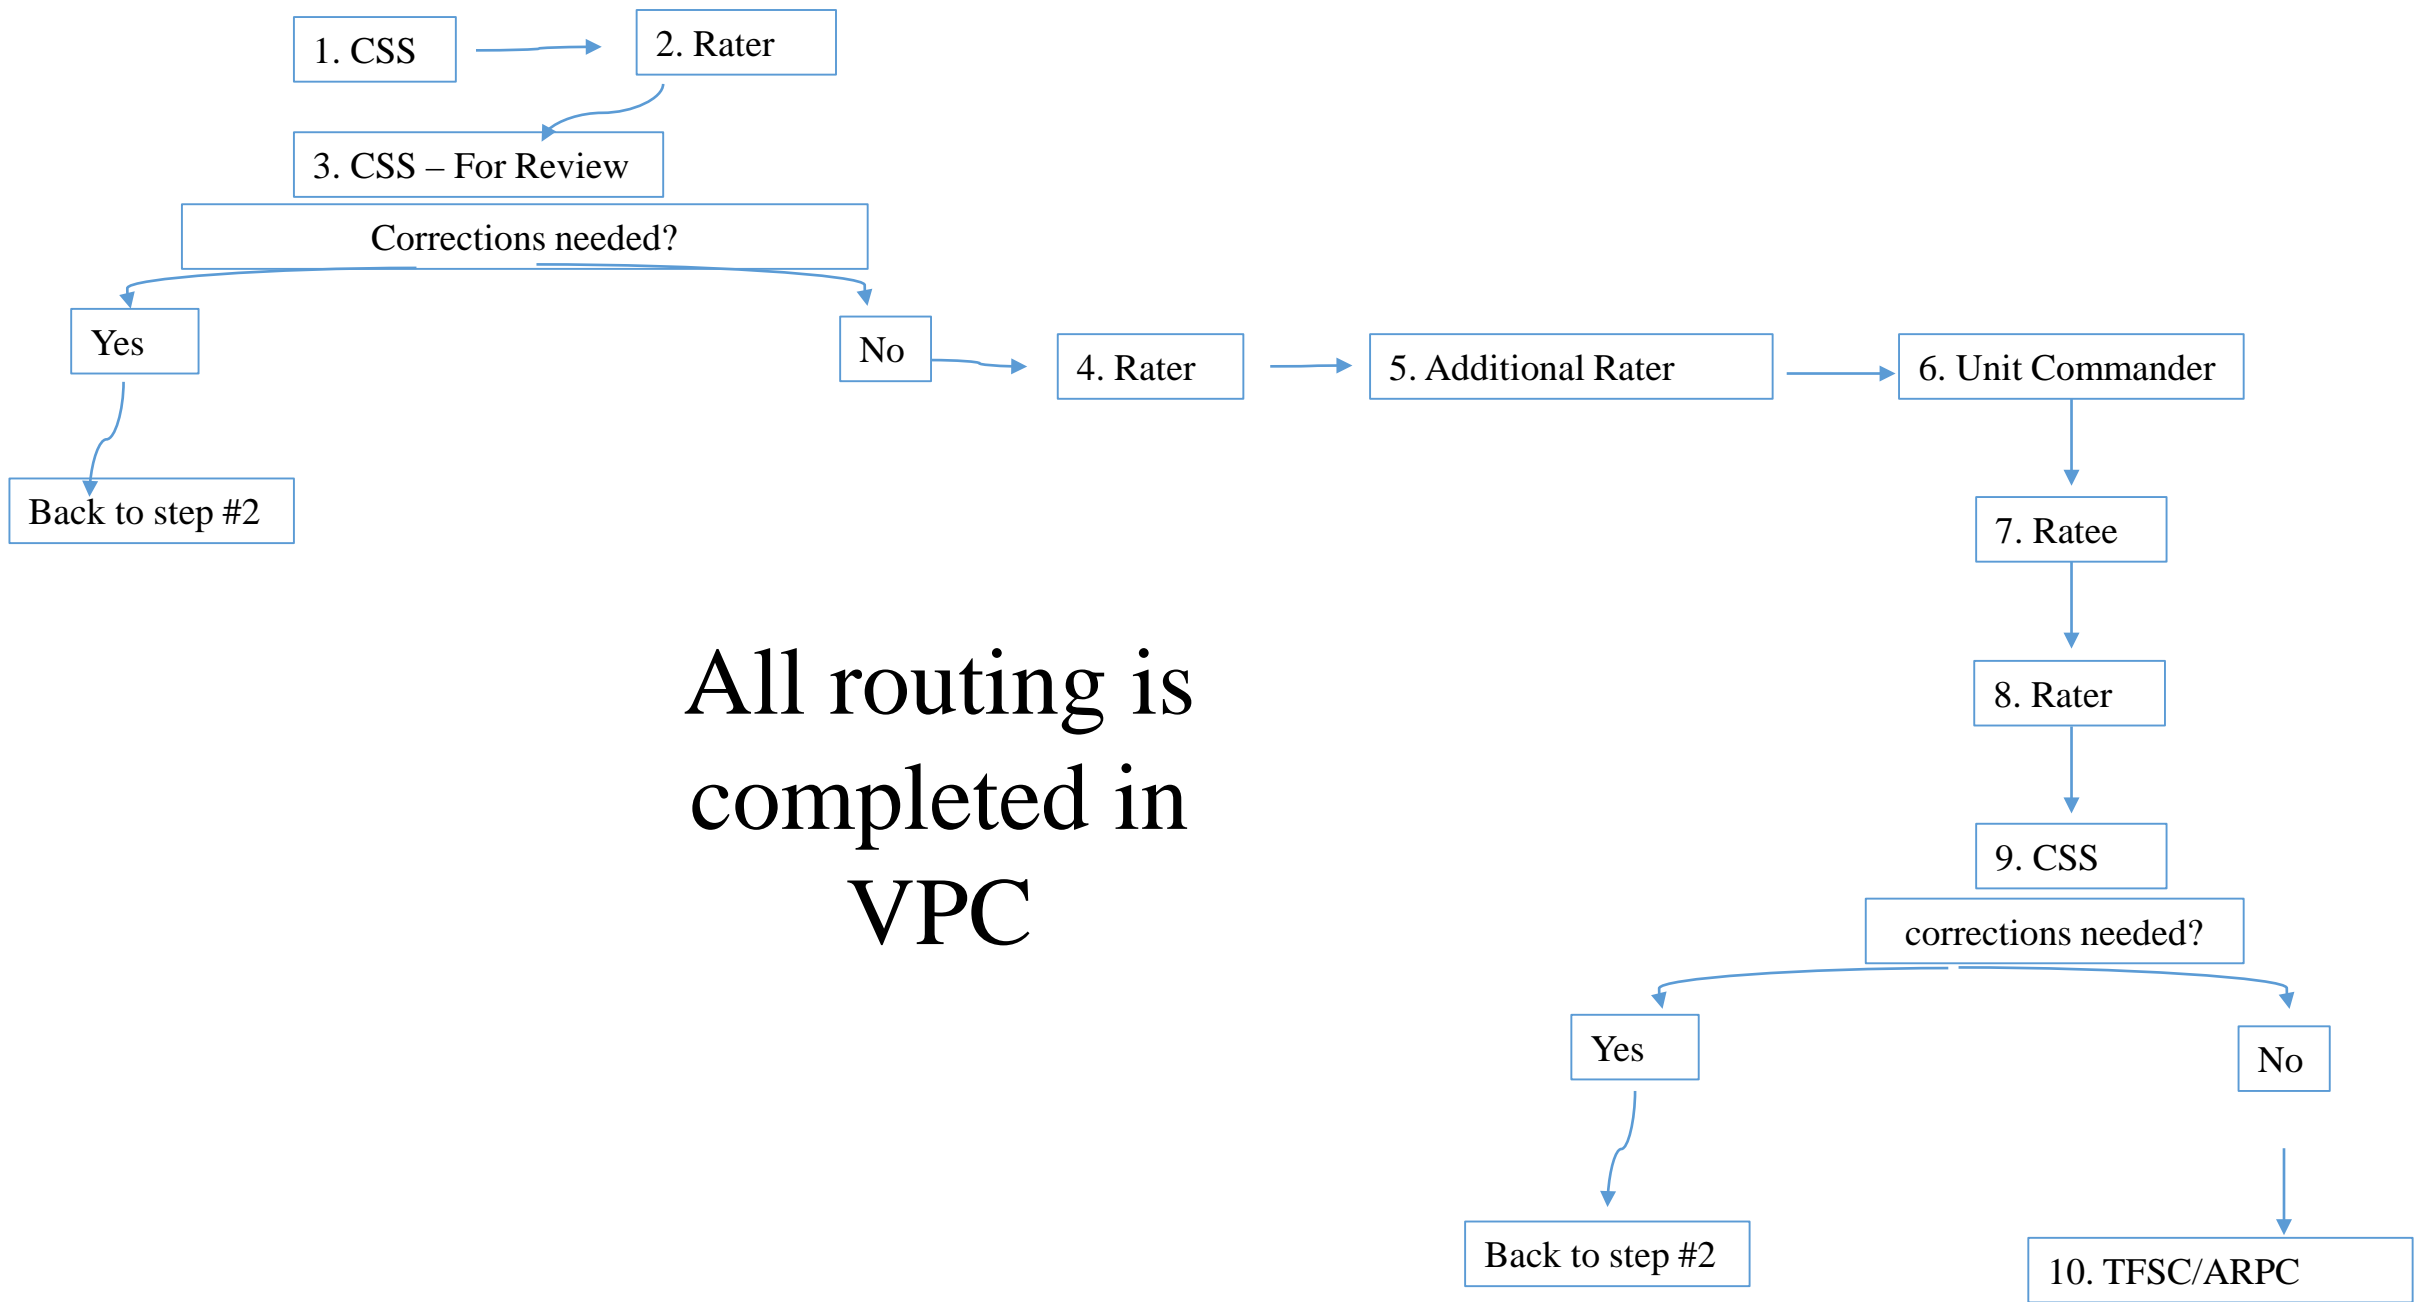 1. CSS
2. Rater
3. CSS – For Review
Corrections needed?
Yes
No
4. Rater
5. Additional Rater
6. Unit Commander
Back to step #2
7. Ratee
8. Rater
All routing is
completed in
VPC
9. CSS
corrections needed?
Yes
No
Back to step #2
10. TFSC/ARPC